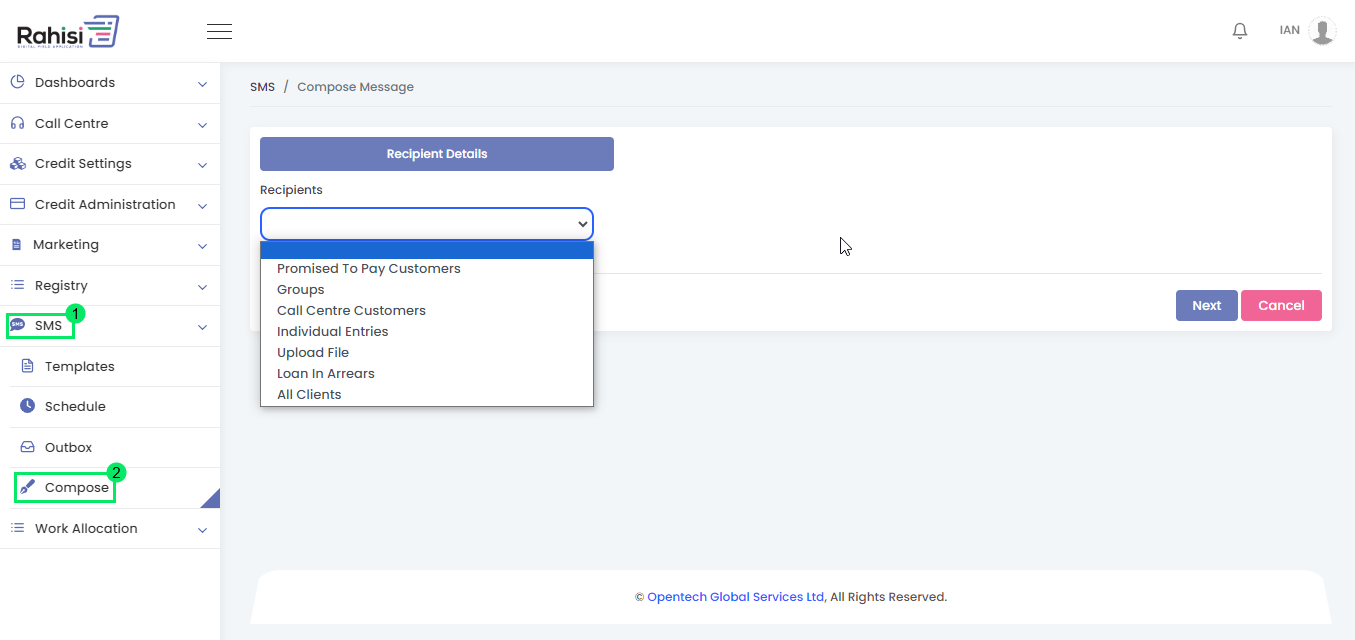 Rahisi
DIGITAL FIELD APPLICATION
IAN
Dashboards
Call Centre
Credit Settings
Credit Administration
Marketing
Registry
SMS
SMS
1
Templates
Schedule
Outbox
Compose
2
Work Allocation
SMS / Compose Message
Recipient Details
Recipients
Promised To Pay Customers
Groups
Call Centre Customers
Individual Entries
Upload File
Loan In Arrears
All Clients
Next
Cancel
© Opentech Global Services Ltd, All Rights Reserved.